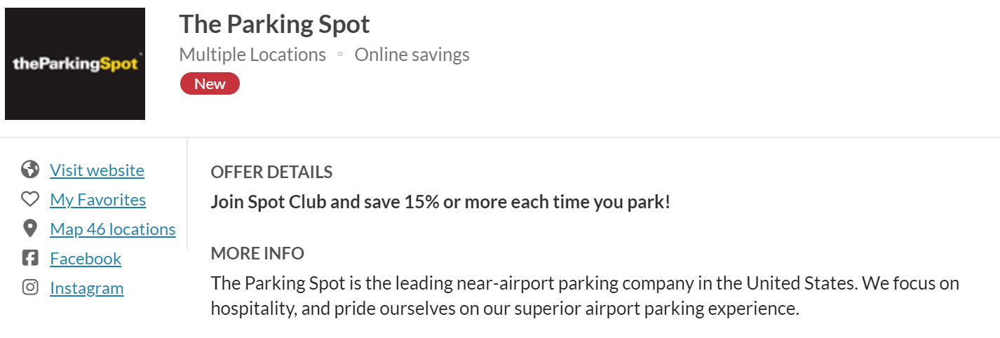 theParkingSpot
The Parking Spot
Multiple Locations ◦ Online savings
New
Visit website
My Favorites
Map 46 locations
Facebook
Instagram
OFFER DETAILS
Join Spot Club and save 15% or more each time you park!
MORE INFO
The Parking Spot is the leading near-airport parking company in the United States. We focus on
hospitality, and pride ourselves on our superior airport parking experience.